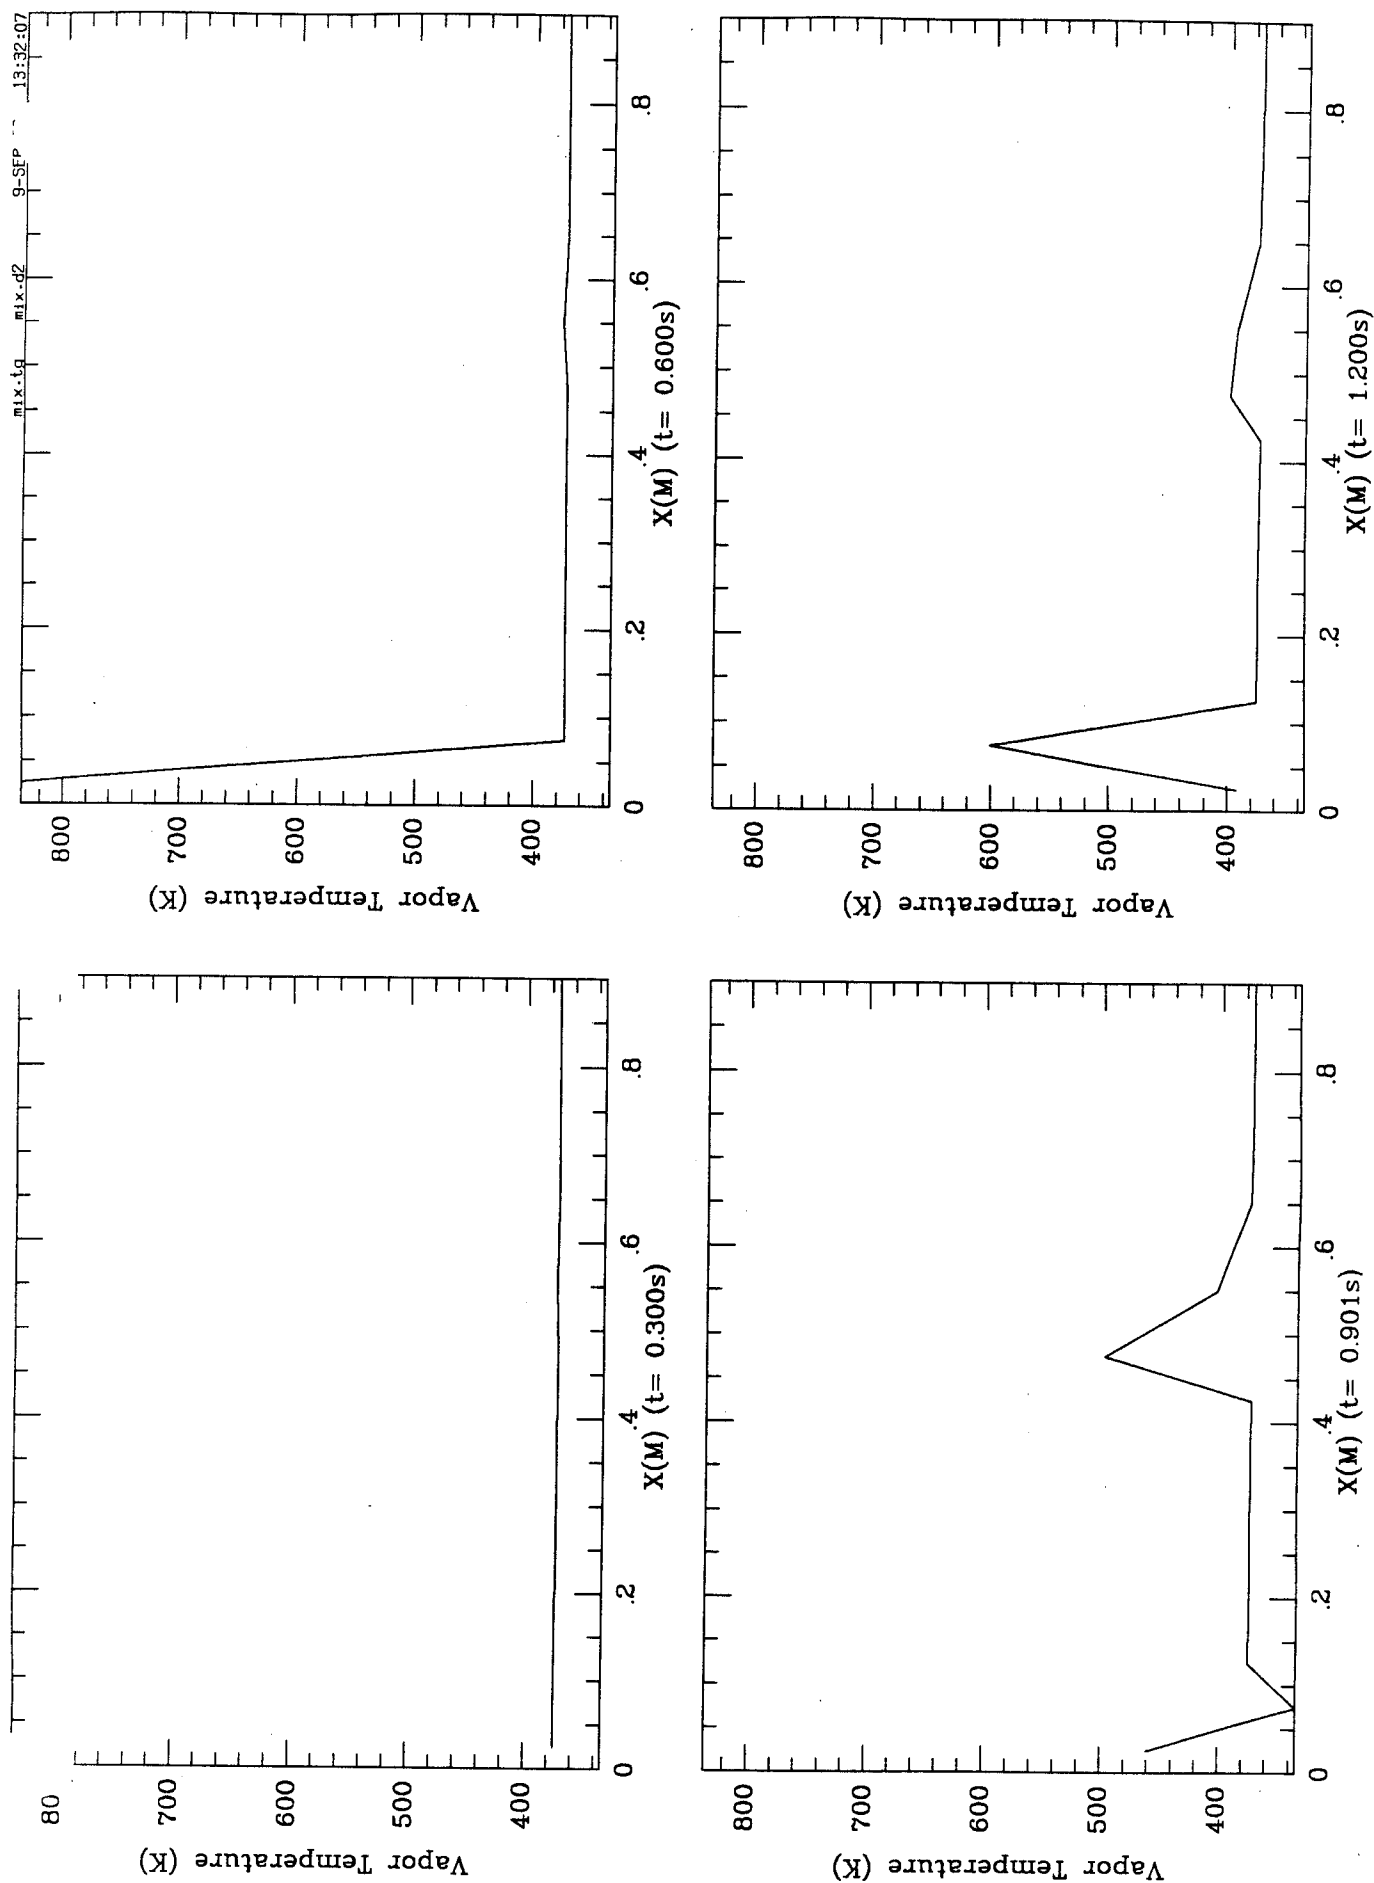 mix.tg mix.d2 9-SEP 13:32:07
80
700
600
500
400
Vapor Temperature (K)
0 .2 .4 .6 .8
X(M) (t= 0.300s)
800
700
600
500
400
Vapor Temperature (K)
0 .2 .4 .6 .8
X(M) (t= 0.600s)
800
700
600
500
400
Vapor Temperature (K)
0 .2 .4 .6 .8
X(M) (t= 0.901s)
800
700
600
500
400
Vapor Temperature (K)
0 .2 .4 .6 .8
X(M) (t= 1.200s)